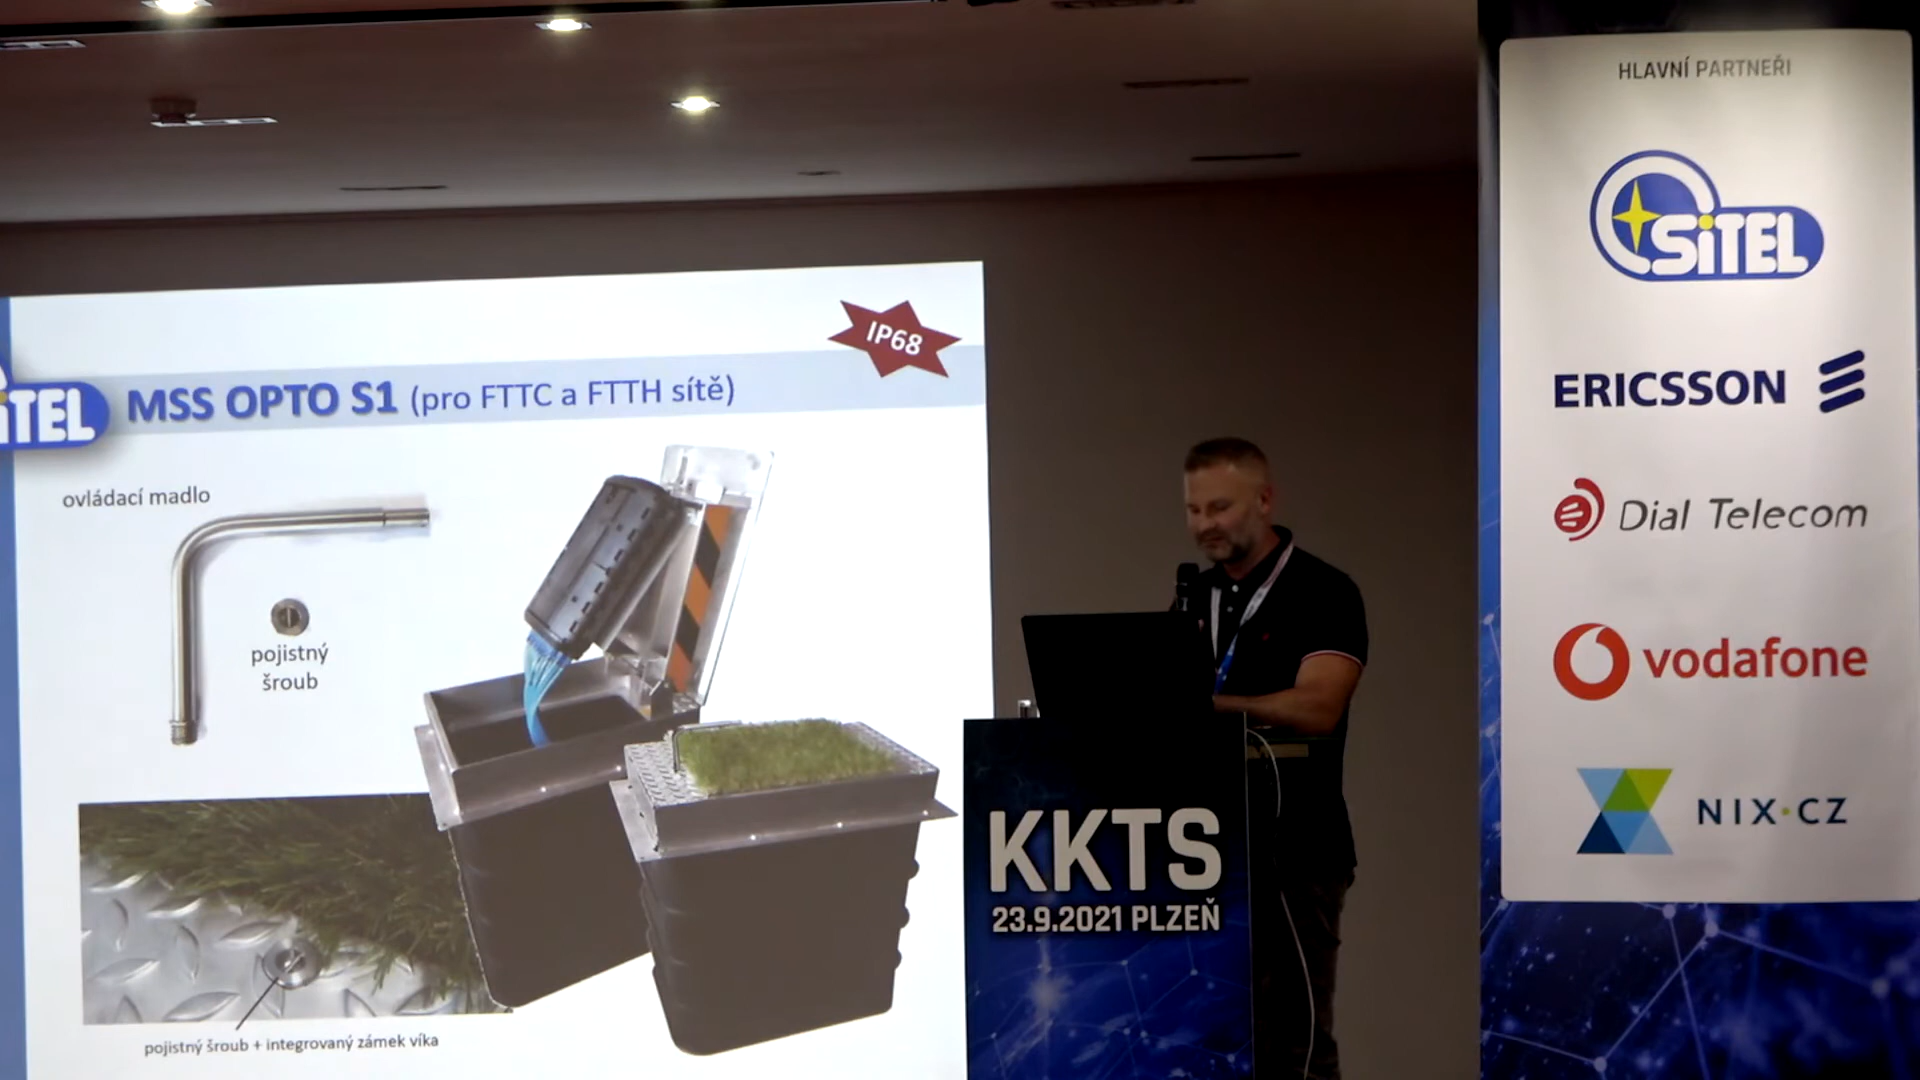 IP68
iTEL
MSS OPTO S1 (pro FTTC a FTTH sítě)
ovládací madlo
pojistný
šroub
pojistný šroub + integrovaný zámek víka
KKTS
23.9.2021 PLZEŇ
HLAVNÍ PARTNEŘI
SiTEL
ERICSSON
Dial Telecom
vodafone
NIX.CZ